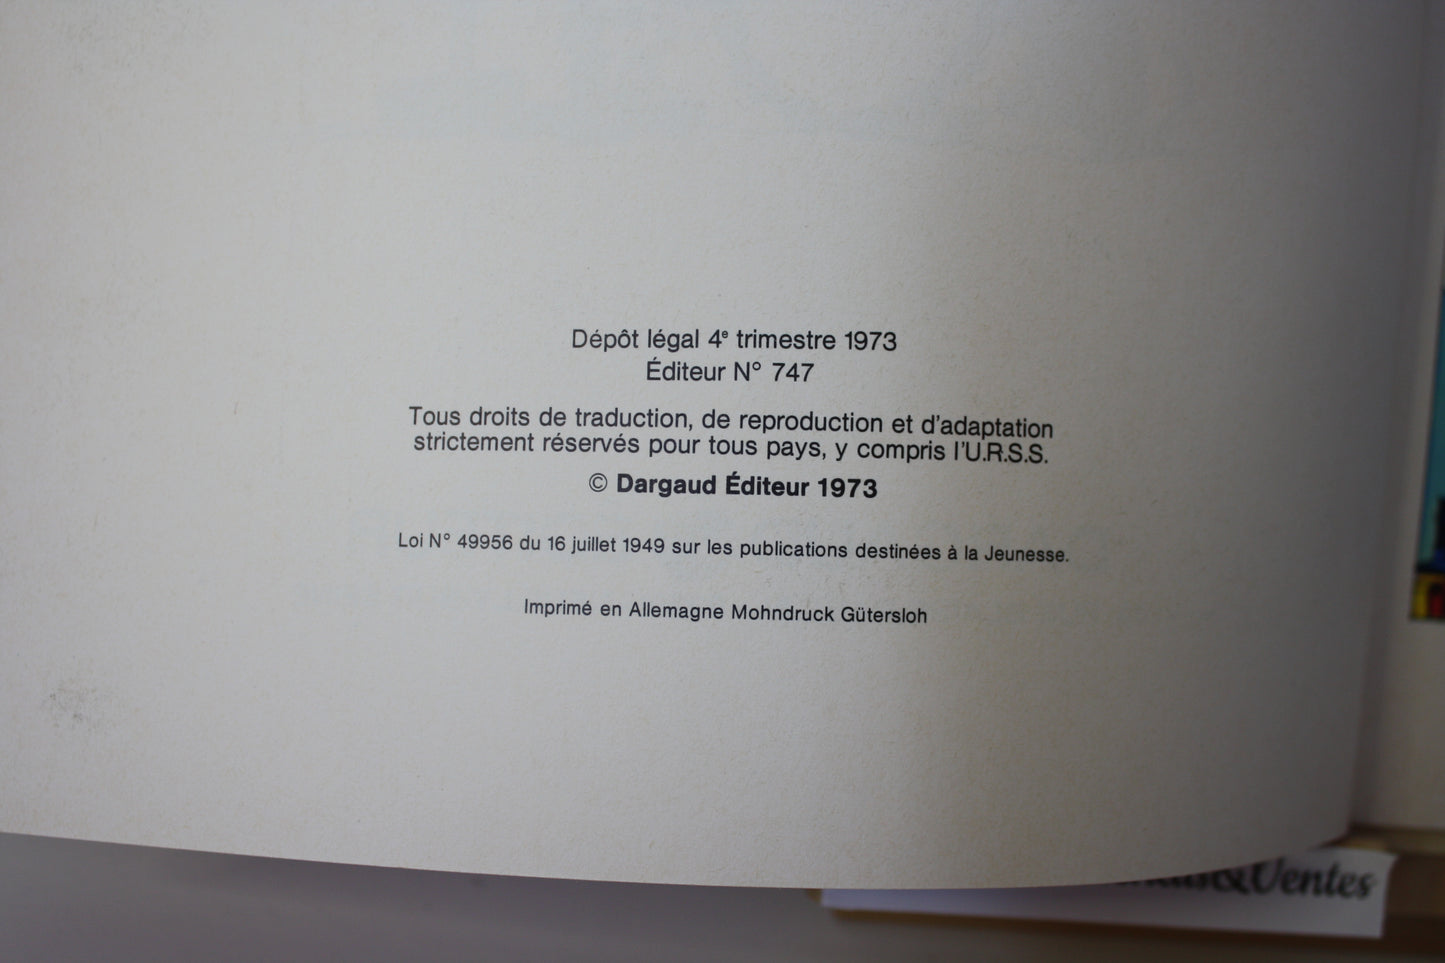 Dépôt légal 4e trimestre 1973
Éditeur N° 747
Tous droits de traduction, de reproduction et d'adaptation
strictement réservés pour tous pays, y compris l'U.R.S.S.
© Dargaud Éditeur 1973
Loi N° 49956 du 16 juillet 1949 sur les publications destinées à la Jeunesse.
Imprimé en Allemagne Mohndruck Gütersloh
&Ventes